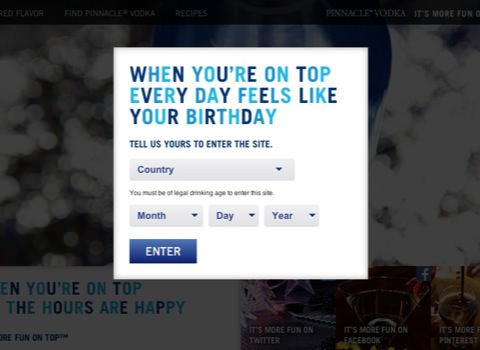 RED FLAVOR FIND PINNACLE® VODKA RECIPES PINNACLE® VODKA IT'S MORE FUN O
WHEN YOU'RE ON TOP
EVERY DAY FEELS LIKE
YOUR BIRTHDAY
TELL US YOURS TO ENTER THE SITE.
Country
You must be of legal drinking age to enter this site.
Month Day Year
ENTER
EN YOU'RE ON TOP
THE HOURS ARE HAPPY
ORE FUN ON TOP™
IT'S MORE FUN ON
TWITTER
IT'S MORE FUN ON
FACEBOOK
IT'S MORE FUN
PINTEREST